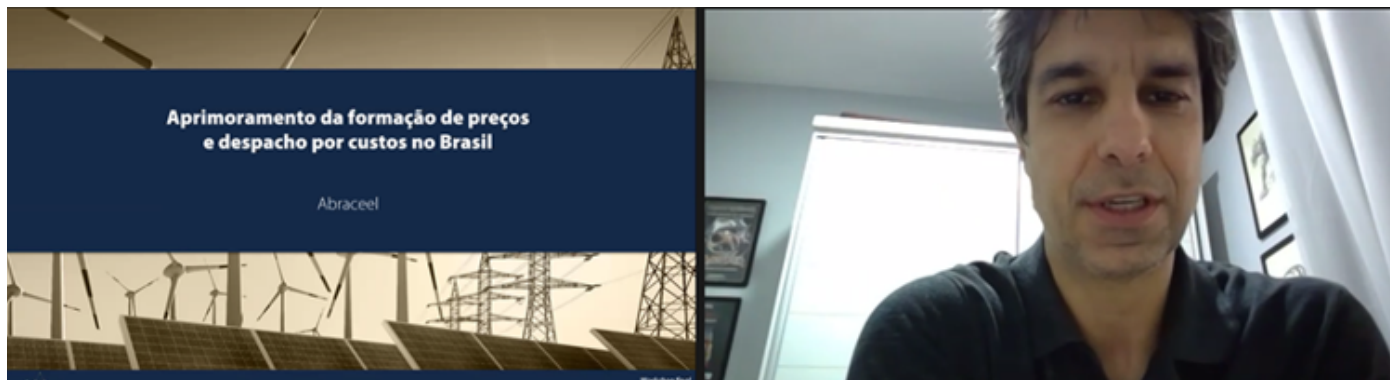 Aprimoramento da formação de preços
e despacho por custos no Brasil
Abraceel